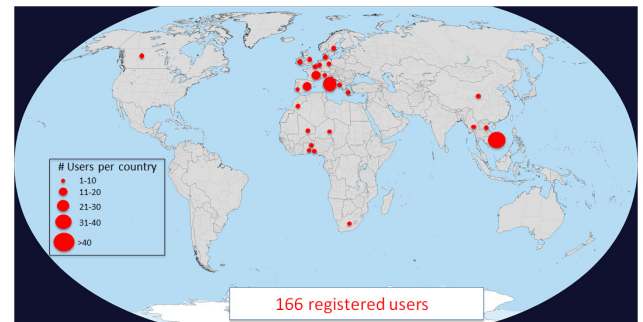 # Users per country
1-10
11-20
21-30
31-40
>40
166 registered users